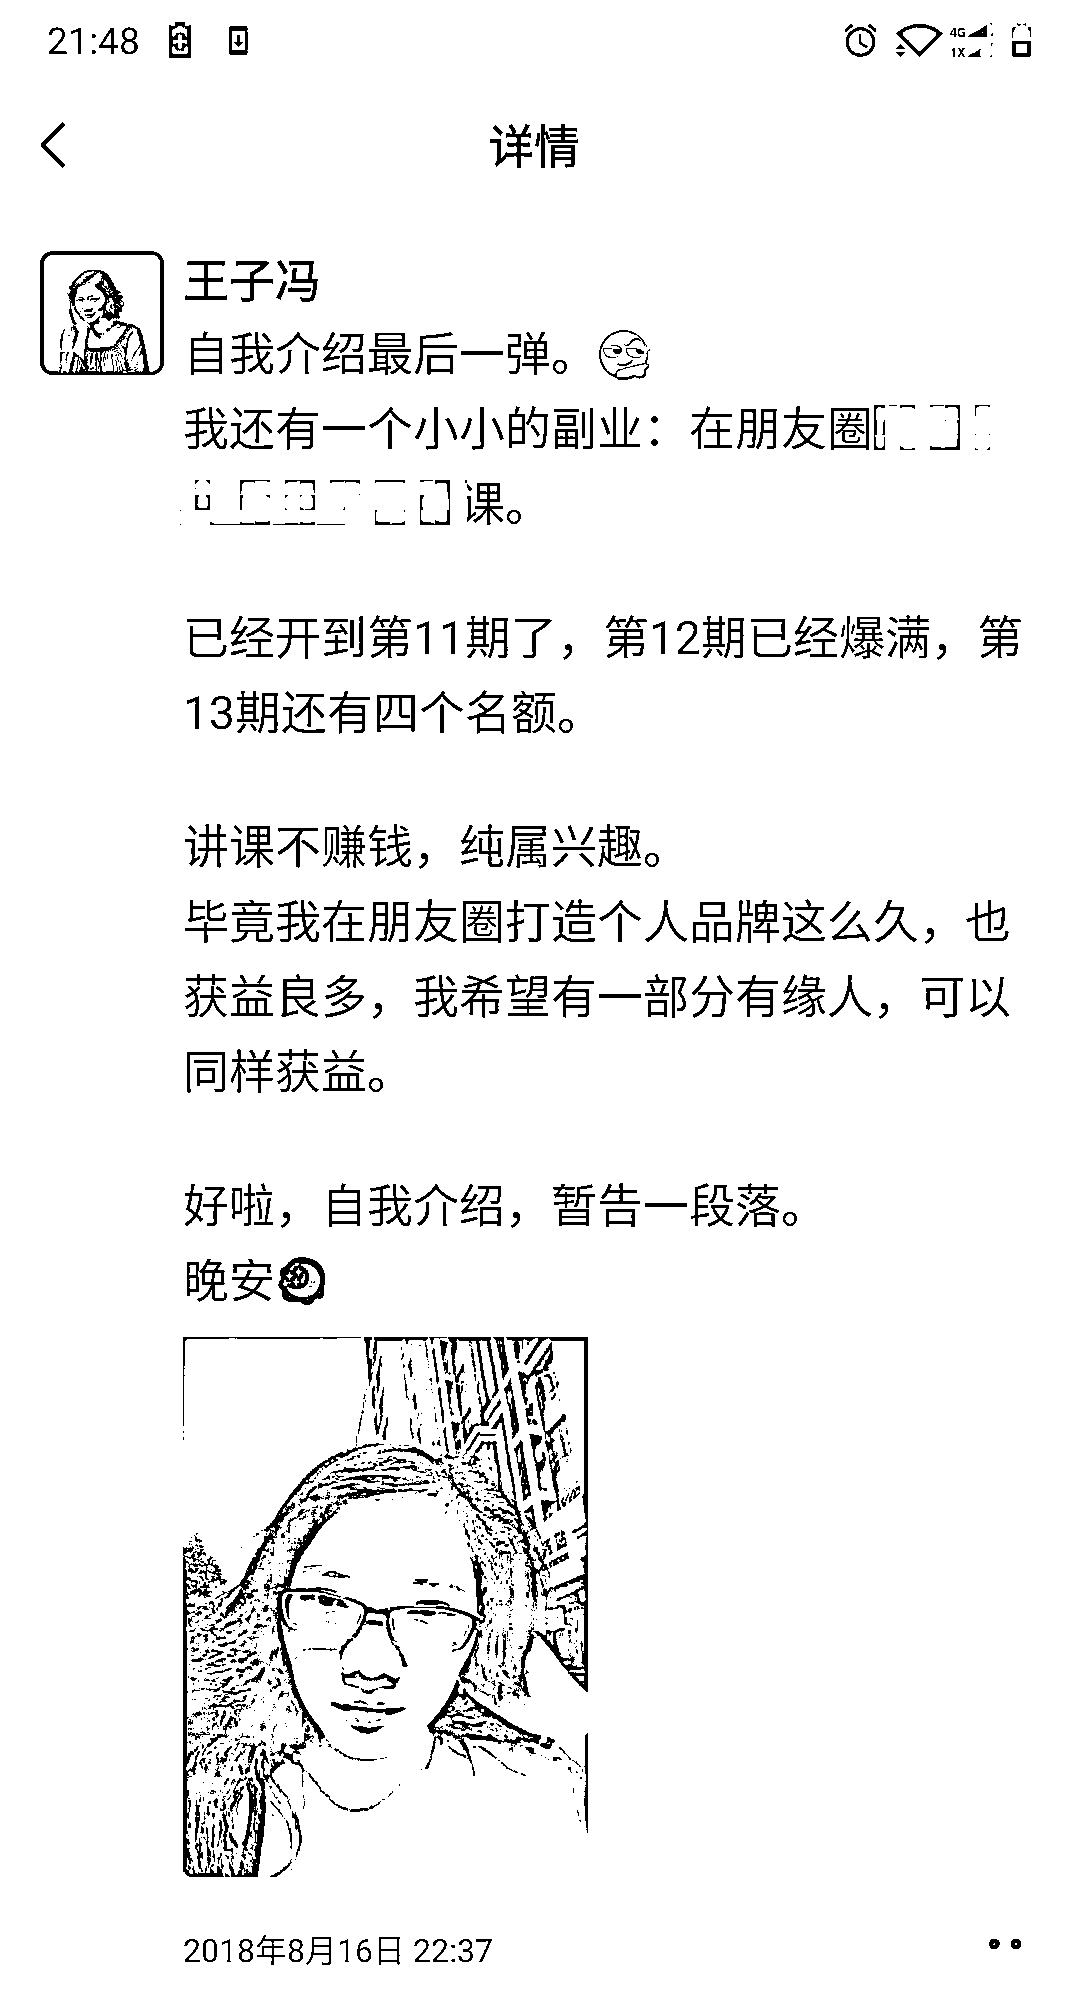 21:48
4G
1X
详情
王子冯
自我介绍最后一弹。
我还有一个小小的副业：在朋友圈
课。
已经开到第11期了，第12期已经爆满，第
13期还有四个名额。
讲课不赚钱，纯属兴趣。
毕竟我在朋友圈打造个人品牌这么久，也
获益良多，我希望有一部分有缘人，可以
同样获益。
好啦，自我介绍，暂告一段落。
晚安
2018年8月16日 22:37